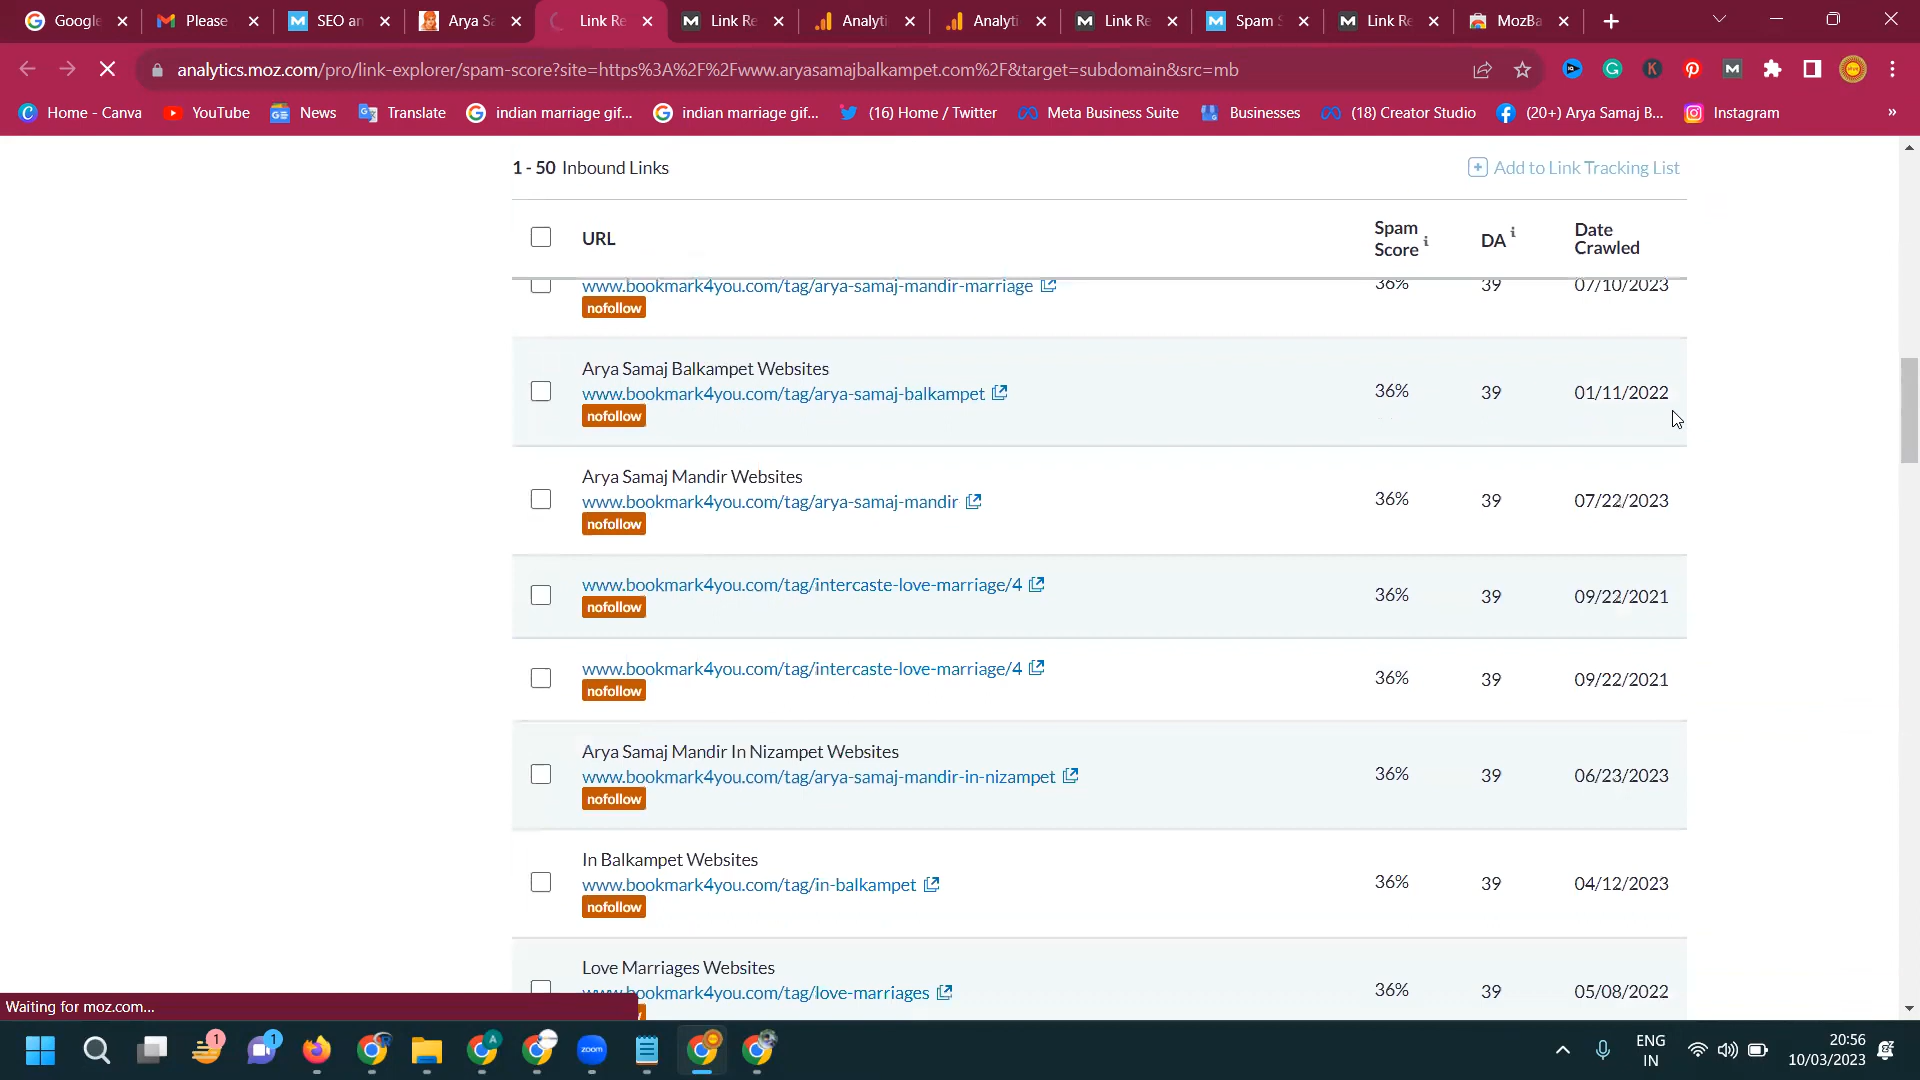 Google
Please
SEO an
Arya Sa
Link Re
Link Re
Analyti
Analyti
Link Re
Spam S
Link Re
MozBa
analytics.moz.com/pro/link-explorer/spam-score?site=https%3A%2F%2Fwww.aryasamajbalkampet.com%2F&target=subdomain&src=mb
Home - Canva
YouTube
News
Translate
indian marriage gif...
indian marriage gif...
(16) Home / Twitter
Meta Business Suite
Businesses
(18) Creator Studio
(20+) Arya Samaj B...
Instagram
»
1 - 50 Inbound Links
Add to Link Tracking List
URL
Spam Score
DA
Date Crawled
www.bookmark4you.com/tag/arya-samaj-mandir-marriage 36% 39 07/10/2023
nofollow
Arya Samaj Balkampet Websites
www.bookmark4you.com/tag/arya-samaj-balkampet 36% 39 01/11/2022
nofollow
Arya Samaj Mandir Websites
www.bookmark4you.com/tag/arya-samaj-mandir 36% 39 07/22/2023
nofollow
www.bookmark4you.com/tag/intercaste-love-marriage/4 36% 39 09/22/2021
nofollow
www.bookmark4you.com/tag/intercaste-love-marriage/4 36% 39 09/22/2021
nofollow
Arya Samaj Mandir In Nizampet Websites
www.bookmark4you.com/tag/arya-samaj-mandir-in-nizampet 36% 39 06/23/2023
nofollow
In Balkampet Websites
www.bookmark4you.com/tag/in-balkampet 36% 39 04/12/2023
nofollow
Love Marriages Websites
www.bookmark4you.com/tag/love-marriages 36% 39 05/08/2022
Waiting for moz.com...
1
1
zoom
ENG
IN
20:56
10/03/2023